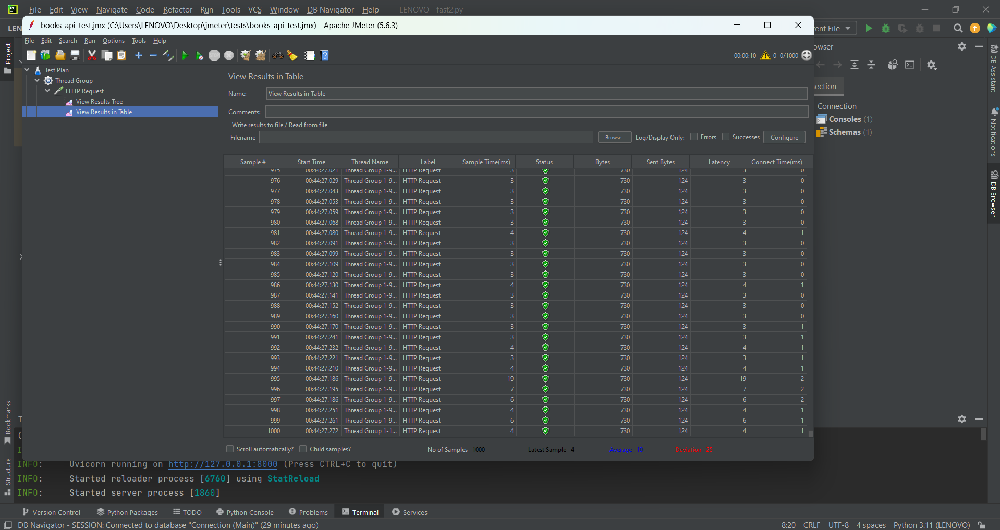 File Edit View Navigate Code Refactor Run Tools VCS Window DB Navigator Help LENOVO - fast2.py
LEN
books_api_test.jmx (C:\Users\LENOVO\Desktop\jmeter\tests\books_api_test.jmx) - Apache JMeter (5.6.3)
rent File
File Edit Search Run Options Tools Help
00:00:10 0 0/1000
Test Plan
Thread Group
HTTP Request
View Results Tree
View Results in Table
View Results in Table
Name: View Results in Table
Comments:
Write results to file / Read from file
Filename Browse... Log/Display Only: Errors Successes Configure
Sample # Start Time Thread Name Label Sample Time(ms) Status Bytes Sent Bytes Latency Connect Time(ms)
975 00:44:27.021 Thread Group 1-9... HTTP Request 3 730 124 3 0
976 00:44:27.029 Thread Group 1-9... HTTP Request 3 730 124 3 0
977 00:44:27.043 Thread Group 1-9... HTTP Request 3 730 124 3 0
978 00:44:27.053 Thread Group 1-9... HTTP Request 3 730 124 3 0
979 00:44:27.059 Thread Group 1-9... HTTP Request 3 730 124 3 0
980 00:44:27.068 Thread Group 1-9... HTTP Request 3 730 124 3 0
981 00:44:27.080 Thread Group 1-9... HTTP Request 4 730 124 4 1
982 00:44:27.091 Thread Group 1-9... HTTP Request 3 730 124 3 0
983 00:44:27.099 Thread Group 1-9... HTTP Request 3 730 124 3 0
984 00:44:27.109 Thread Group 1-9... HTTP Request 3 730 124 3 0
985 00:44:27.120 Thread Group 1-9... HTTP Request 3 730 124 3 0
986 00:44:27.130 Thread Group 1-9... HTTP Request 4 730 124 4 1
987 00:44:27.141 Thread Group 1-9... HTTP Request 3 730 124 3 0
988 00:44:27.152 Thread Group 1-9... HTTP Request 3 730 124 3 0
989 00:44:27.160 Thread Group 1-9... HTTP Request 3 730 124 3 0
990 00:44:27.170 Thread Group 1-9... HTTP Request 3 730 124 3 1
991 00:44:27.241 Thread Group 1-9... HTTP Request 3 730 124 3 1
992 00:44:27.232 Thread Group 1-9... HTTP Request 4 730 124 4 1
993 00:44:27.221 Thread Group 1-9... HTTP Request 3 730 124 3 1
994 00:44:27.210 Thread Group 1-9... HTTP Request 4 730 124 4 1
995 00:44:27.186 Thread Group 1-9... HTTP Request 19 730 124 19 2
996 00:44:27.195 Thread Group 1-9... HTTP Request 7 730 124 7 2
997 00:44:27.186 Thread Group 1-9... HTTP Request 6 730 124 6 2
998 00:44:27.251 Thread Group 1-9... HTTP Request 4 730 124 4 1
999 00:44:27.261 Thread Group 1-9... HTTP Request 6 730 124 6 1
1000 00:44:27.272 Thread Group 1-1... HTTP Request 4 730 124 4 1
Scroll automatically? Child samples? No of Samples 1000 Latest Sample 4 Average 10 Deviation 25
owser
ection
Connection
Consoles (1)
Schemas (1)
Project
Bookmarks
Structure
DB Assistant
Notifications
DB Browser
INFO: Uvicorn running on http://127.0.0.1:8000 (Press CTRL+C to quit)
INFO: Started reloader process [6760] using StatReload
INFO: Started server process [1860]
Version Control Python Packages TODO Python Console Problems Terminal Services
DB Navigator - SESSION: Connected to database "Connection (Main)" (29 minutes ago) 8:20 CRLF UTF-8 4 spaces Python 3.11 (LENOVO)